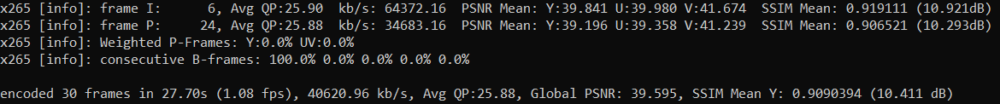 x265 [info]: frame I:      6, Avg QP:25.90  kb/s: 64372.16  PSNR Mean: Y:39.841 U:39.980 V:41.674  SSIM Mean: 0.919111 (10.921dB)
x265 [info]: frame P:     24, Avg QP:25.88  kb/s: 34683.16  PSNR Mean: Y:39.196 U:39.358 V:41.239  SSIM Mean: 0.906521 (10.293dB)
x265 [info]: Weighted P-Frames: Y:0.0% UV:0.0%
x265 [info]: consecutive B-frames: 100.0% 0.0% 0.0% 0.0% 0.0%
encoded 30 frames in 27.70s (1.08 fps), 40620.96 kb/s, Avg QP:25.88, Global PSNR: 39.595, SSIM Mean Y: 0.9090394 (10.411 dB)